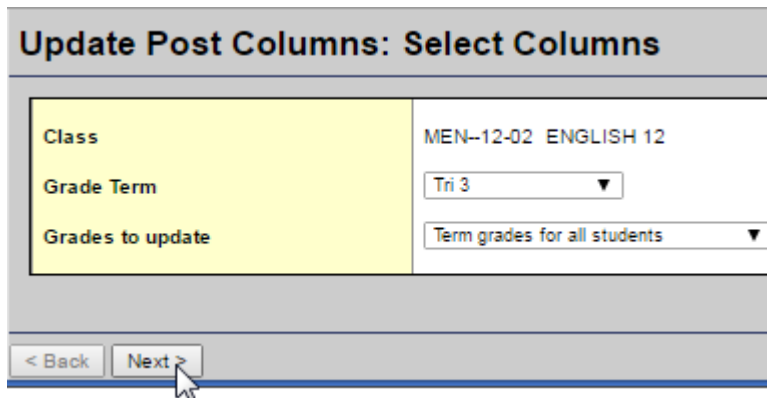 Update Post Columns: Select Columns
Class MEN--12-02 ENGLISH 12
Grade Term Tri 3
Grades to update Term grades for all students
< Back Next >